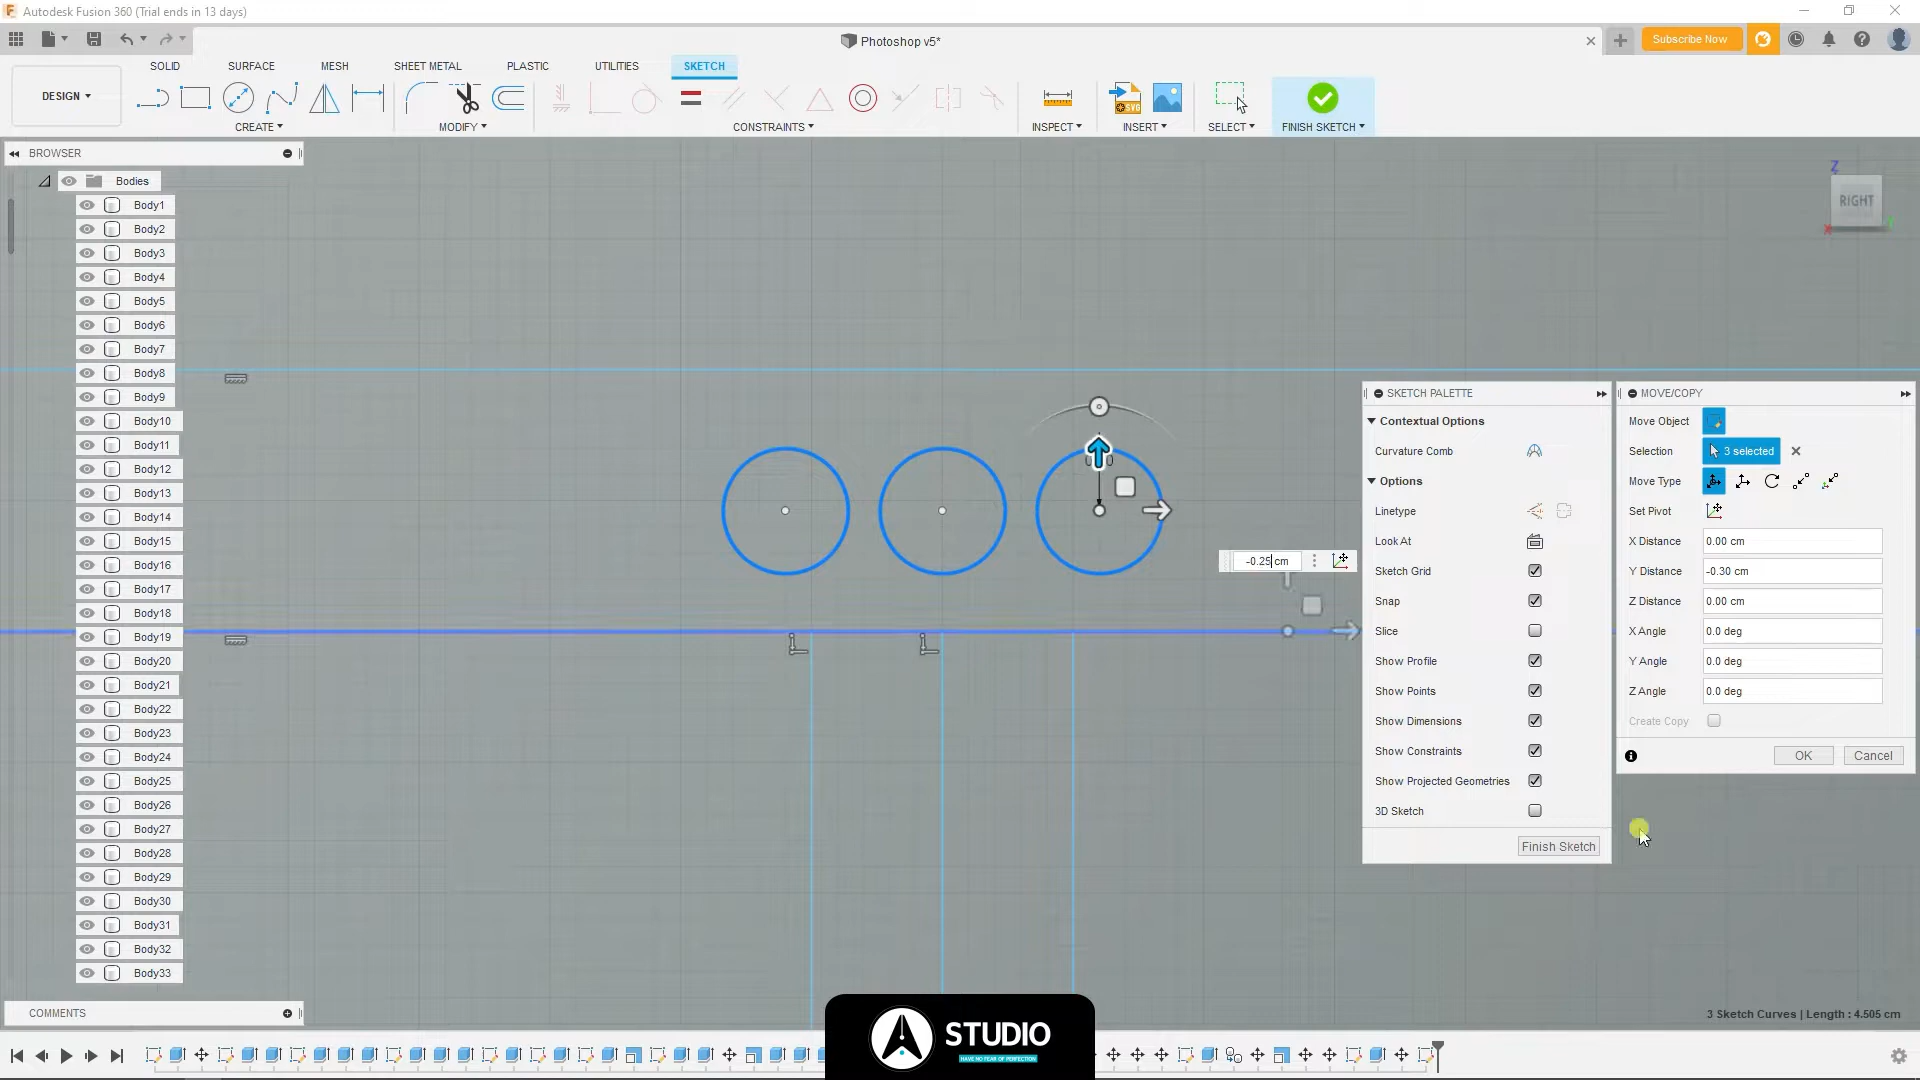 Autodesk Fusion 360 (Trial ends in 13 days)
Photoshop v5*
Subscribe Now
DESIGN
SOLID
SURFACE
MESH
SHEET METAL
PLASTIC
UTILITIES
SKETCH
CREATE
MODIFY
CONSTRAINTS
INSPECT
INSERT
SVG
SELECT
FINISH SKETCH
BROWSER
Bodies
Body1
Body2
Body3
Body4
Body5
Body6
Body7
Body8
Body9
Body10
Body11
Body12
Body13
Body14
Body15
Body16
Body17
Body18
Body19
Body20
Body21
Body22
Body23
Body24
Body25
Body26
Body27
Body28
Body29
Body30
Body31
Body32
Body33
COMMENTS
Z
RIGHT
X
Y
-0.25 cm
SKETCH PALETTE
Contextual Options
Curvature Comb
Options
Linetype
Look At
Sketch Grid
Snap
Slice
Show Profile
Show Points
Show Dimensions
Show Constraints
Show Projected Geometries
3D Sketch
Finish Sketch
MOVE/COPY
Move Object
Selection 3 selected
Move Type
Set Pivot
X Distance 0.00 cm
Y Distance -0.30 cm
Z Distance 0.00 cm
X Angle 0.0 deg
Y Angle 0.0 deg
Z Angle 0.0 deg
Create Copy
OK Cancel
3 Sketch Curves | Length : 4.505 cm
STUDIO
HAVE NO FEAR OF PERFECTION